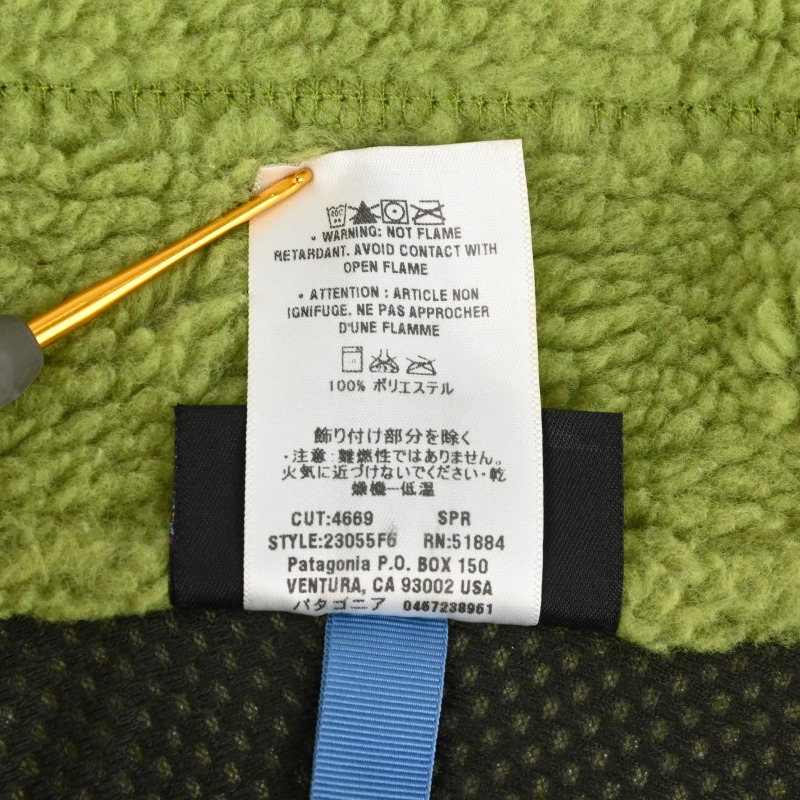 • WARNING: NOT FLAME
RETARDANT. AVOID CONTACT WITH
OPEN FLAME
• ATTENTION : ARTICLE NON
IGNIFUGE. NE PAS APPROCHER
D'UNE FLAMME
100% ポリエステル
飾り付け部分を除く
・注意：難燃性ではありません。
火気に近づけないでください・乾
燥機一低温
CUT:4669 SPR
STYLE:23055F6 RN:51884
Patagonia P.O. BOX 150
VENTURA, CA 93002 USA
パタゴニア 0467238961